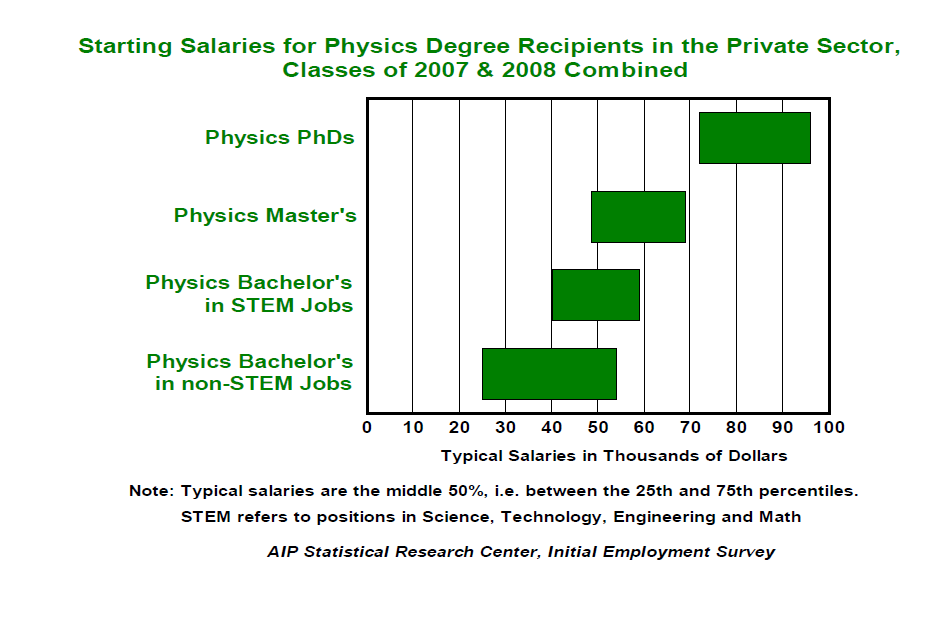 Starting Salaries for Physics Degree Recipients in the Private Sector,
Classes of 2007 & 2008 Combined
Physics PhDs
Physics Master's
Physics Bachelor's
in STEM Jobs
Physics Bachelor's
in non-STEM Jobs
0 10 20 30 40 50 60 70 80 90 100
Typical Salaries in Thousands of Dollars
Note: Typical salaries are the middle 50%, i.e. between the 25th and 75th percentiles.
STEM refers to positions in Science, Technology, Engineering and Math
AIP Statistical Research Center, Initial Employment Survey